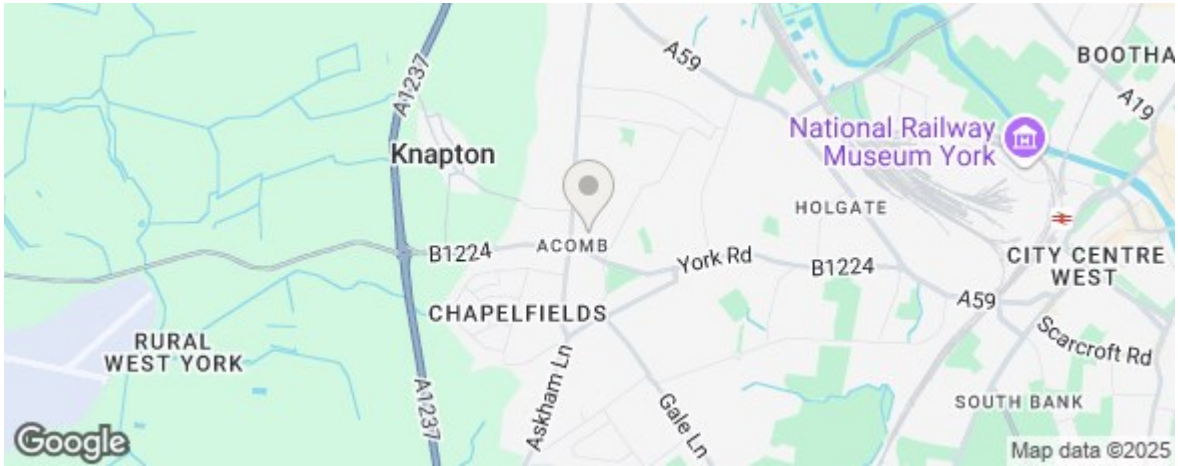 A1237
A59
BOOTHA
A19
National Railway
Museum York
Knapton
HOLGATE
ACOMB
B1224
York Rd
B1224
CITY CENTRE
WEST
A59
CHAPELFIELDS
RURAL
WEST YORK
Scarcroft Rd
Askham Ln
A1237
Gale Ln
SOUTH BANK
Google
Map data ©2025